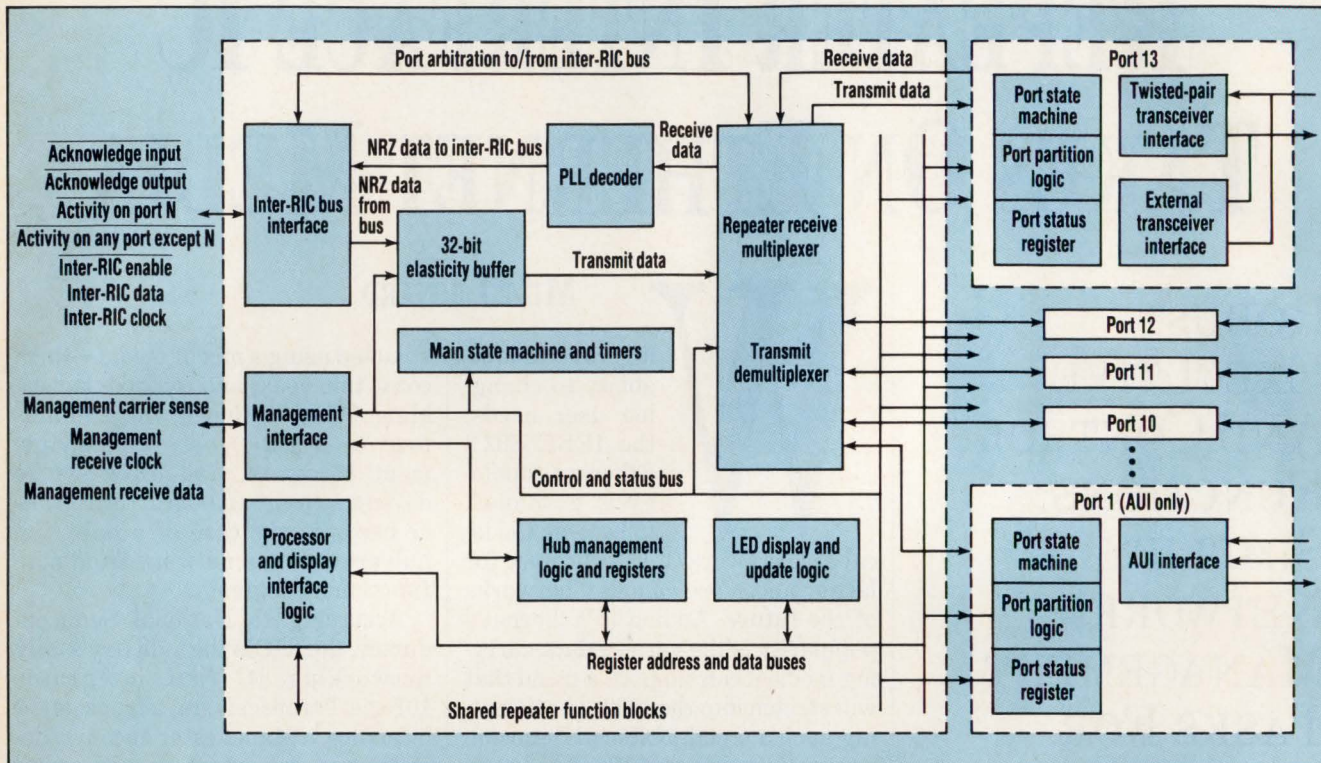 Port arbitration to/from inter-RIC bus
Receive data
Transmit data
Port 13
Port state
machine
Port partition
logic
Port status
register
Twisted-pair
transceiver
interface
External
transceiver
interface
Acknowledge input
Acknowledge output
Activity on port N
Activity on any port except N
Inter-RIC enable
Inter-RIC data
Inter-RIC clock
Inter-RIC bus
interface
NRZ data to inter-RIC bus
NRZ data
from
bus
PLL decoder
Receive
data
32-bit
elasticity buffer
Transmit data
Repeater receive
multiplexer
Transmit
demultiplexer
Main state machine and timers
Port 12
Port 11
Port 10
Management carrier sense
Management
receive clock
Management receive data
Management
interface
Control and status bus
Processor
and display
interface
logic
Hub management
logic and registers
LED display and
update logic
Register address and data buses
Shared repeater function blocks
Port 1 (AUI only)
Port state
machine
Port partition
logic
Port status
register
AUI interface